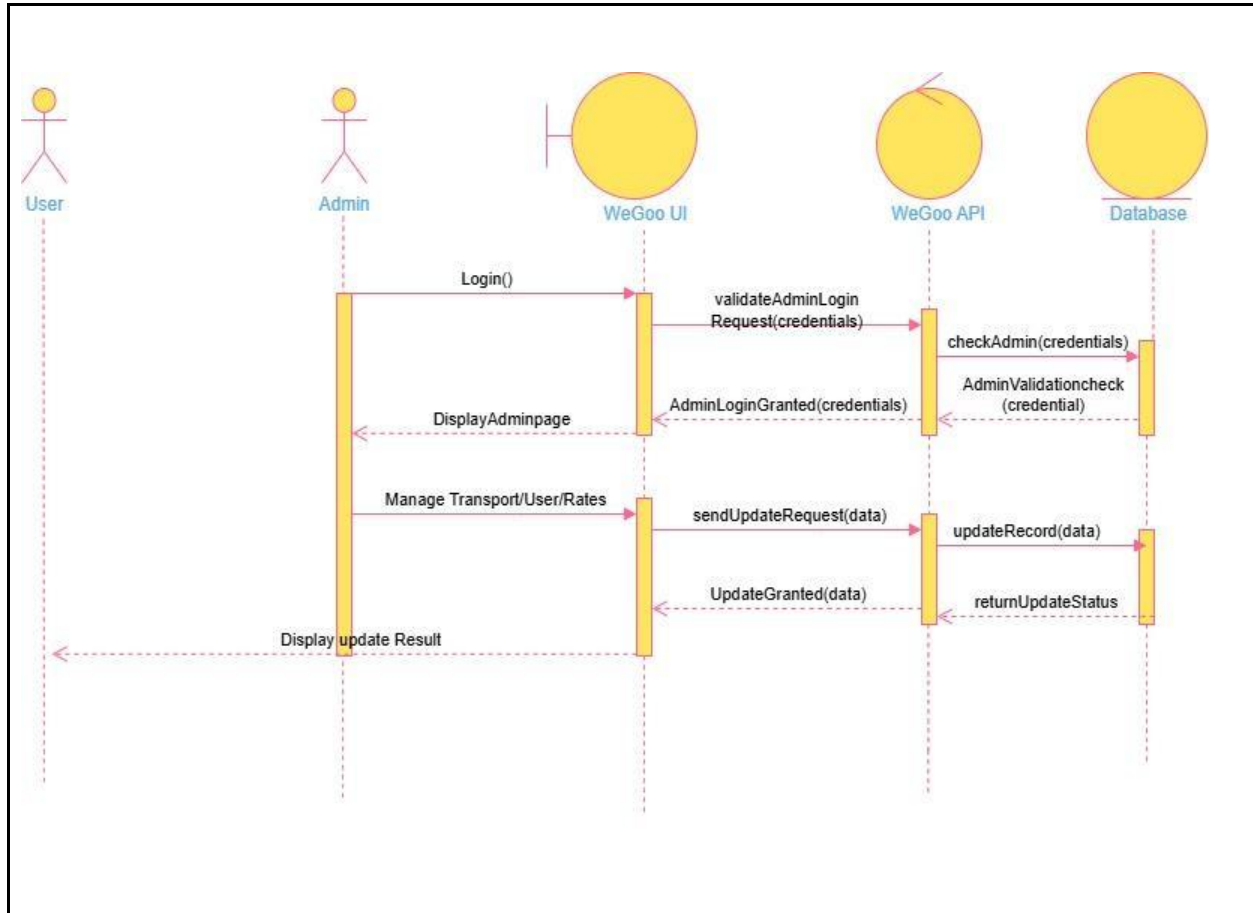 User
Admin
WeGoo UI
WeGoo API
Database
Login()
validateAdminLogin
Request(credentials)
checkAdmin(credentials)
AdminValidationcheck
(credential)
AdminLoginGranted(credentials)
DisplayAdminpage
Manage Transport/User/Rates
sendUpdateRequest(data)
updateRecord(data)
UpdateGranted(data)
returnUpdateStatus
Display update Result